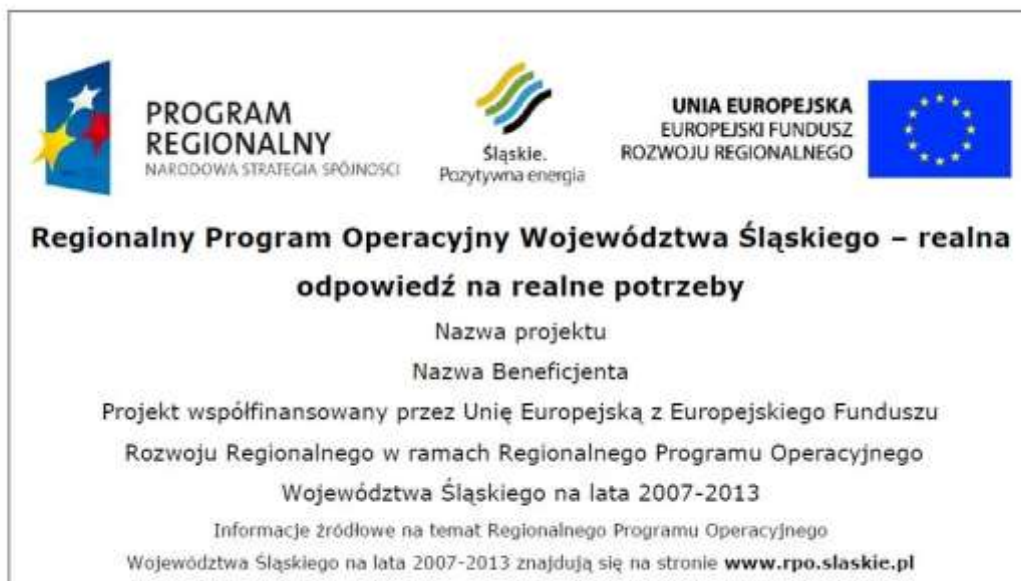 PROGRAM
REGIONALNY
NARODOWA STRATEGIA SPÓJNOŚCI
Śląskie.
Pozytywna energia
UNIA EUROPEJSKA
EUROPEJSKI FUNDUSZ
ROZWOJU REGIONALNEGO
Regionalny Program Operacyjny Województwa Śląskiego – realna
odpowiedź na realne potrzeby
Nazwa projektu
Nazwa Beneficjenta
Projekt współfinansowany przez Unię Europejską z Europejskiego Funduszu
Rozwoju Regionalnego w ramach Regionalnego Programu Operacyjnego
Województwa Śląskiego na lata 2007-2013
Informacje źródłowe na temat Regionalnego Programu Operacyjnego
Województwa Śląskiego na lata 2007-2013 znajdują się na stronie www.rpo.slaskie.pl